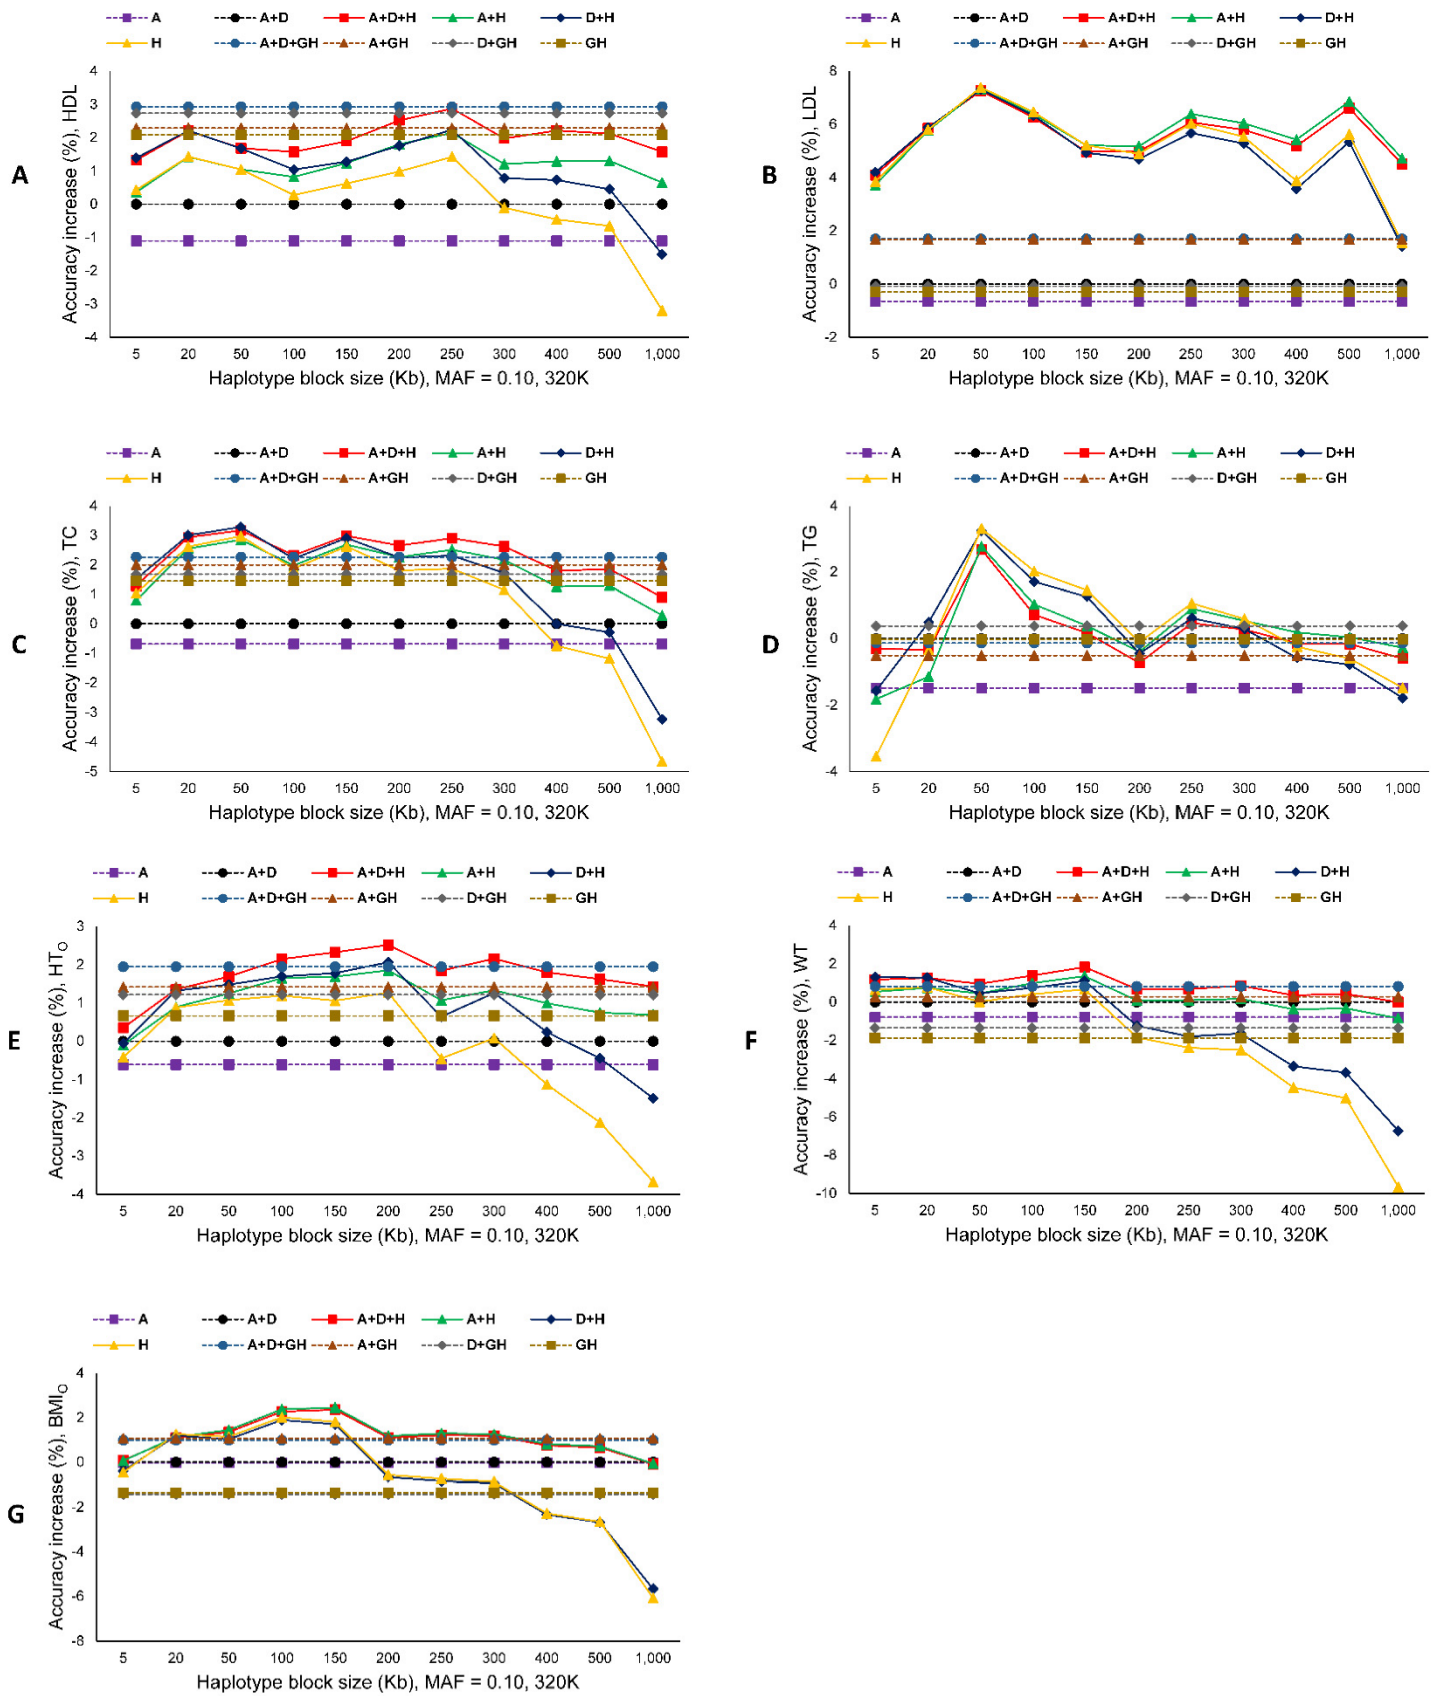 A A+D A+D+H A+H D+H
H A+D+GH A+GH D+GH GH
A
Accuracy increase (%), HDL
4
3
2
1
0
-1
-2
-3
-4
5 20 50 100 150 200 250 300 400 500 1,000
Haplotype block size (Kb), MAF = 0.10, 320K
A A+D A+D+H A+H D+H
H A+D+GH A+GH D+GH GH
B
Accuracy increase (%), LDL
8
6
4
2
0
-2
5 20 50 100 150 200 250 300 400 500 1,000
Haplotype block size (Kb), MAF = 0.10, 320K
A A+D A+D+H A+H D+H
H A+D+GH A+GH D+GH GH
C
Accuracy increase (%), TC
4
3
2
1
0
-1
-2
-3
-4
-5
5 20 50 100 150 200 250 300 400 500 1,000
Haplotype block size (Kb), MAF = 0.10, 320K
A A+D A+D+H A+H D+H
H A+D+GH A+GH D+GH GH
D
Accuracy increase (%), TG
4
2
0
-2
-4
5 20 50 100 150 200 250 300 400 500 1,000
Haplotype block size (Kb), MAF = 0.10, 320K
A A+D A+D+H A+H D+H
H A+D+GH A+GH D+GH GH
E
Accuracy increase (%), HTO
3
2
1
0
-1
-2
-3
-4
5 20 50 100 150 200 250 300 400 500 1,000
Haplotype block size (Kb), MAF = 0.10, 320K
A A+D A+D+H A+H D+H
H A+D+GH A+GH D+GH GH
F
Accuracy increase (%), WT
4
2
0
-2
-4
-6
-8
-10
5 20 50 100 150 200 250 300 400 500 1,000
Haplotype block size (Kb), MAF = 0.10, 320K
A A+D A+D+H A+H D+H
H A+D+GH A+GH D+GH GH
G
Accuracy increase (%), BMIO
4
2
0
-2
-4
-6
-8
5 20 50 100 150 200 250 300 400 500 1,000
Haplotype block size (Kb), MAF = 0.10, 320K